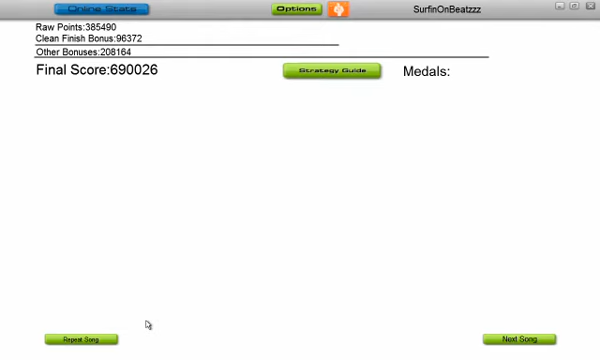 Online Stats Options SurfinOnBeatzzz
Raw Points:385490
Clean Finish Bonus:96372
Other Bonuses:208164
Final Score:690026 Strategy Guide Medals:
Repeat Song Next Song